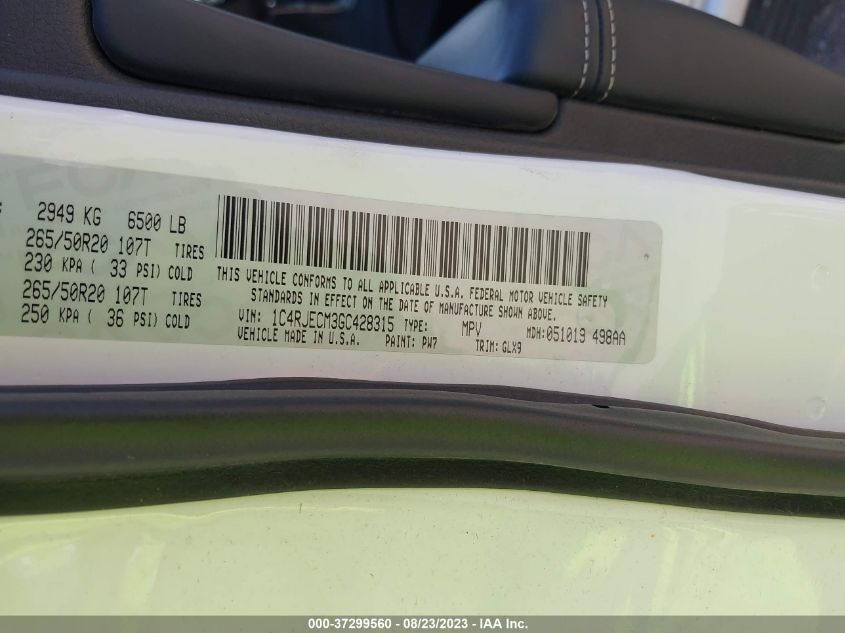 2949 KG 6500 LB
265/50R20 107T TIRES
230 KPA ( 33 PSI) COLD
265/50R20 107T TIRES
250 KPA ( 36 PSI) COLD
THIS VEHICLE CONFORMS TO ALL APPLICABLE U.S.A. FEDERAL MOTOR VEHICLE SAFETY
STANDARDS IN EFFECT ON THE DATE OF MANUFACTURE SHOWN ABOVE.
VIN: 1C4RJECM3GC428315 TYPE: MPV MDH:051019 498AA
VEHICLE MADE IN U.S.A. PAINT: PW7 TRIM: GLX9
000-37299560 - 08/23/2023 - IAA Inc.